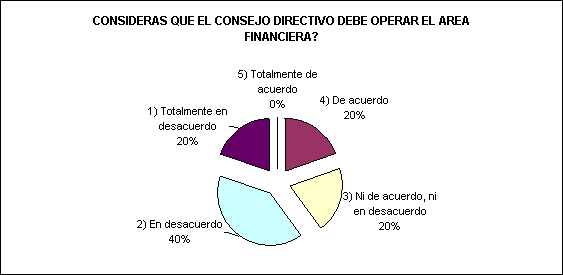 CONSIDERAS QUE EL CONSEJO DIRECTIVO DEBE OPERAR EL AREA
FINANCIERA?
5) Totalmente de
acuerdo
0%
4) De acuerdo
20%
1) Totalmente en
desacuerdo
20%
3) Ni de acuerdo, ni
en desacuerdo
20%
2) En desacuerdo
40%